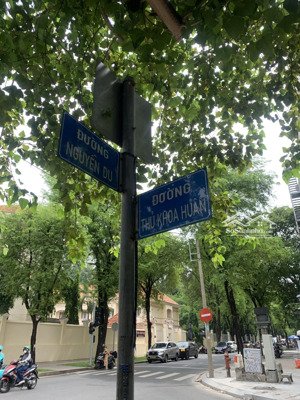 ĐƯỜNG
NGUYỄN DU
ĐƯỜNG
THỦ KHOA HUÂN